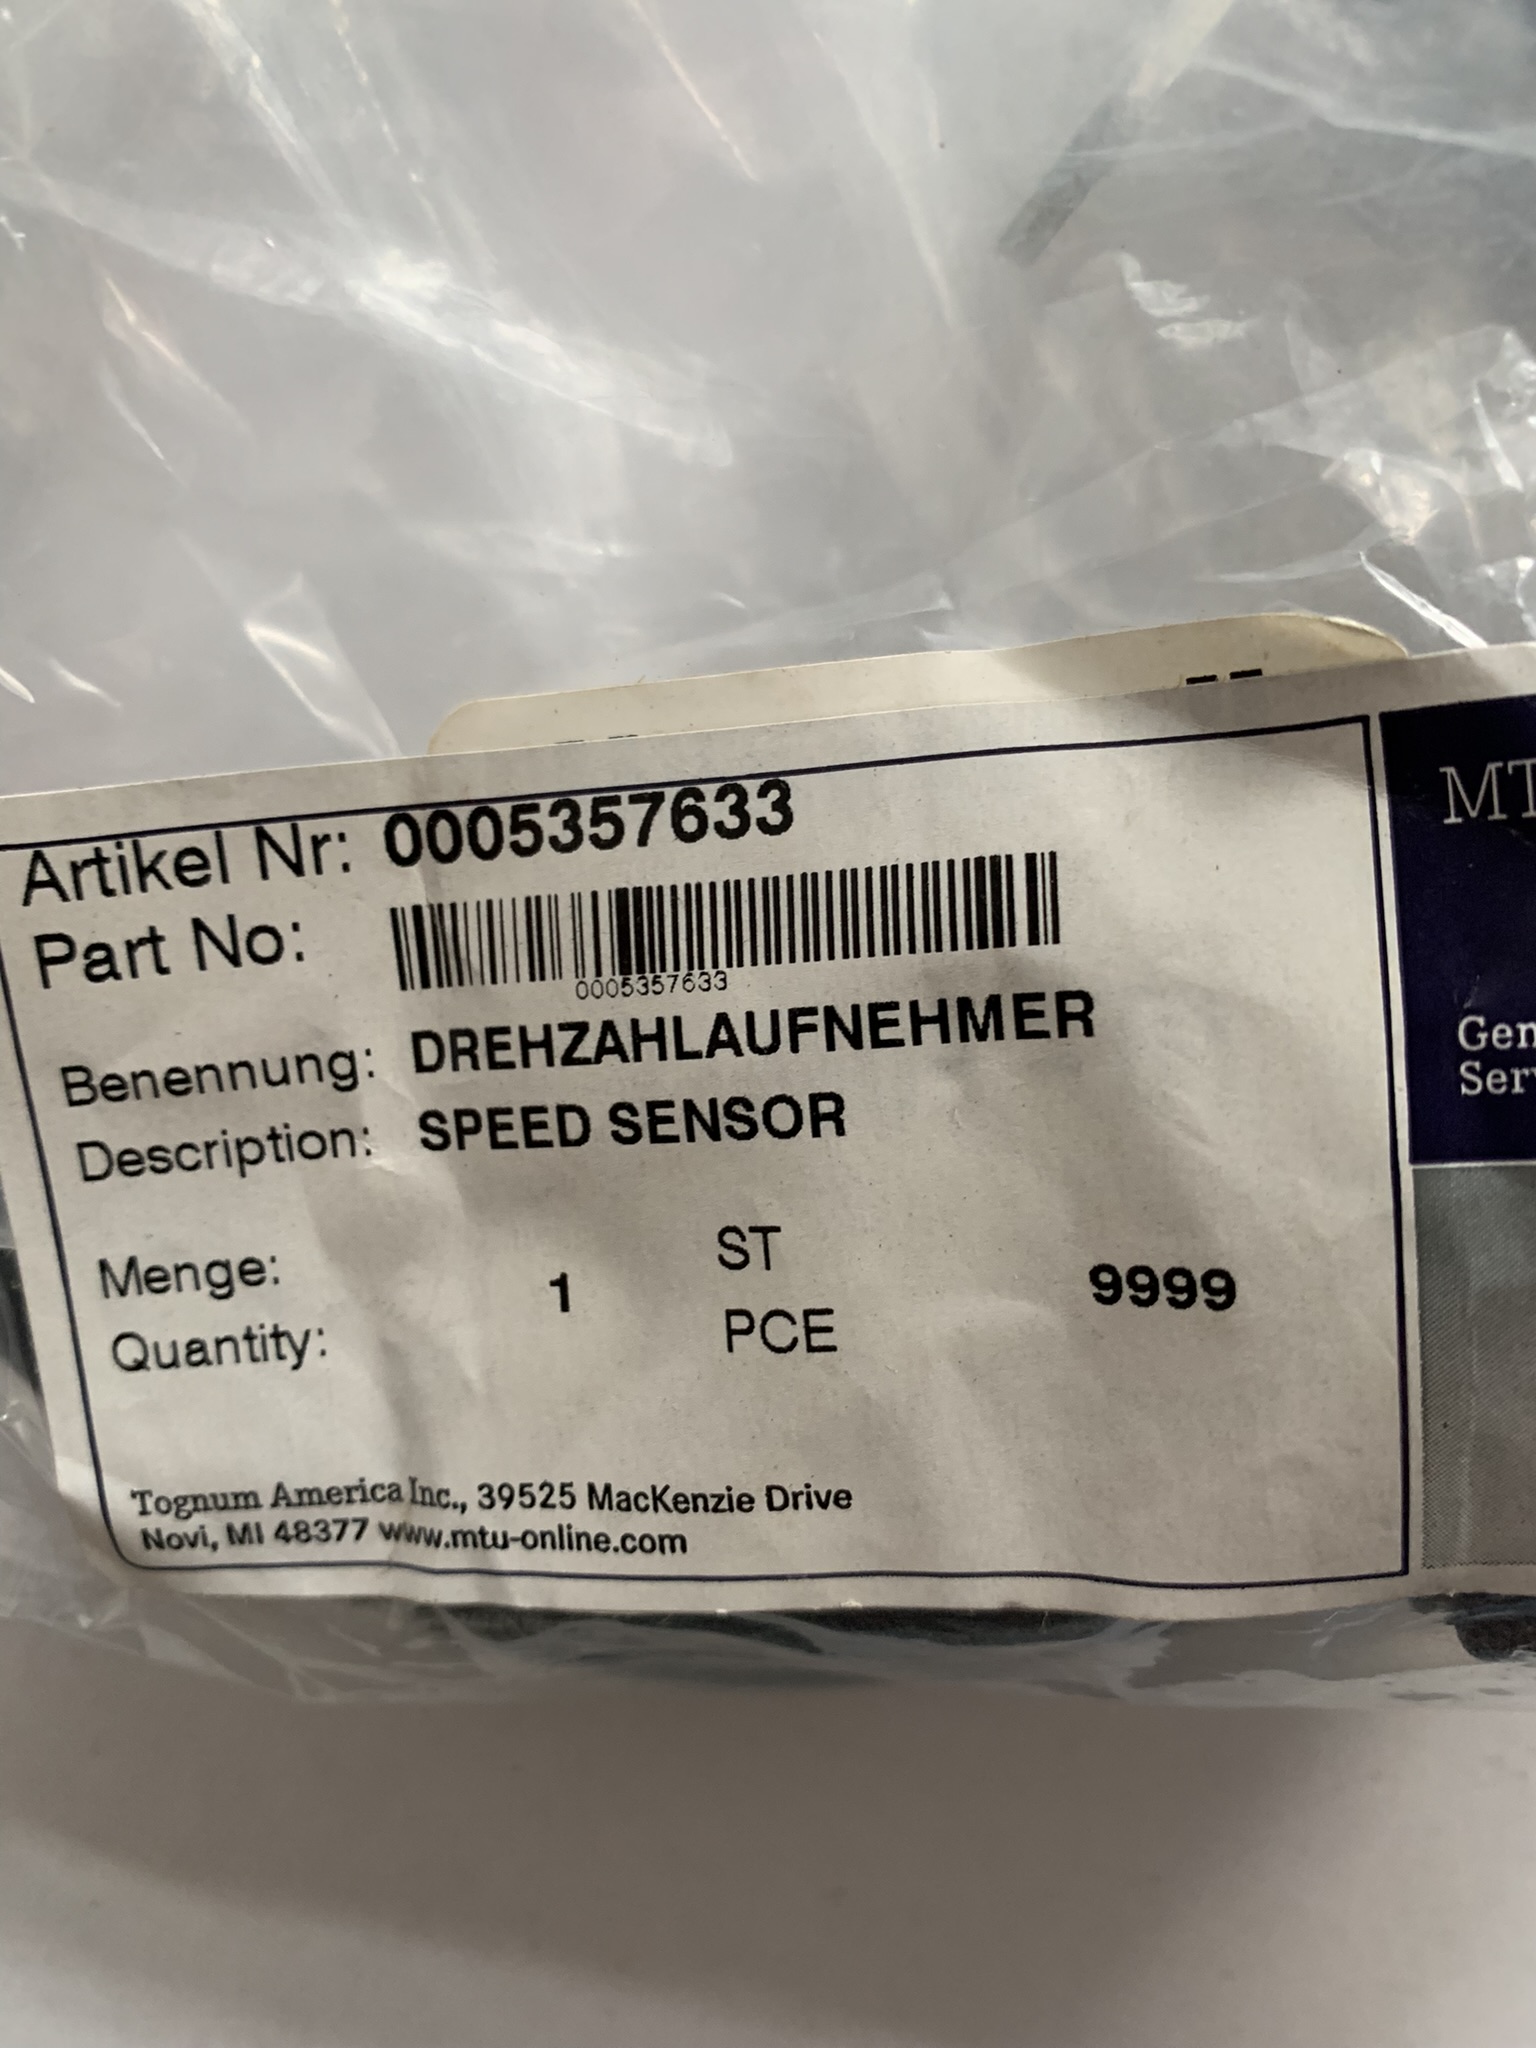 Artikel Nr: 0005357633
Part No:
0005357633
Benennung: DREHZAHLAUFNEHMER
Description: SPEED SENSOR
Menge: 1 ST 9999
Quantity: PCE
Tognum America Inc., 39525 MacKenzie Drive
Novi, MI 48377 www.mtu-online.com